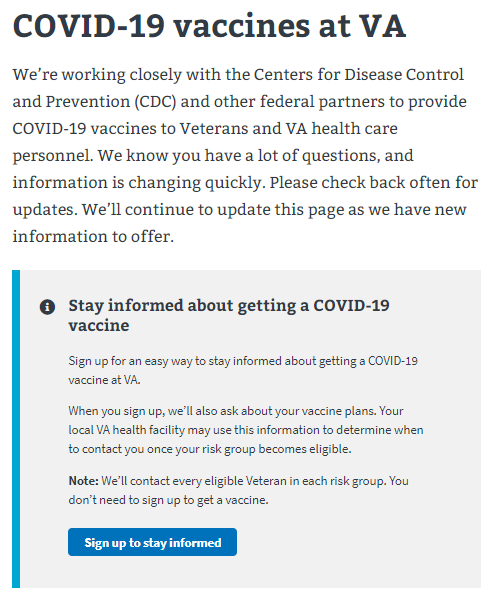 COVID-19 vaccines at VA
We’re working closely with the Centers for Disease Control
and Prevention (CDC) and other federal partners to provide
COVID-19 vaccines to Veterans and VA health care
personnel. We know you have a lot of questions, and
information is changing quickly. Please check back often for
updates. We’ll continue to update this page as we have new
information to offer.
Stay informed about getting a COVID-19
vaccine
Sign up for an easy way to stay informed about getting a COVID-19
vaccine at VA.
When you sign up, we’ll also ask about your vaccine plans. Your
local VA health facility may use this information to determine when
to contact you once your risk group becomes eligible.
Note: We’ll contact every eligible Veteran in each risk group. You
don’t need to sign up to get a vaccine.
Sign up to stay informed